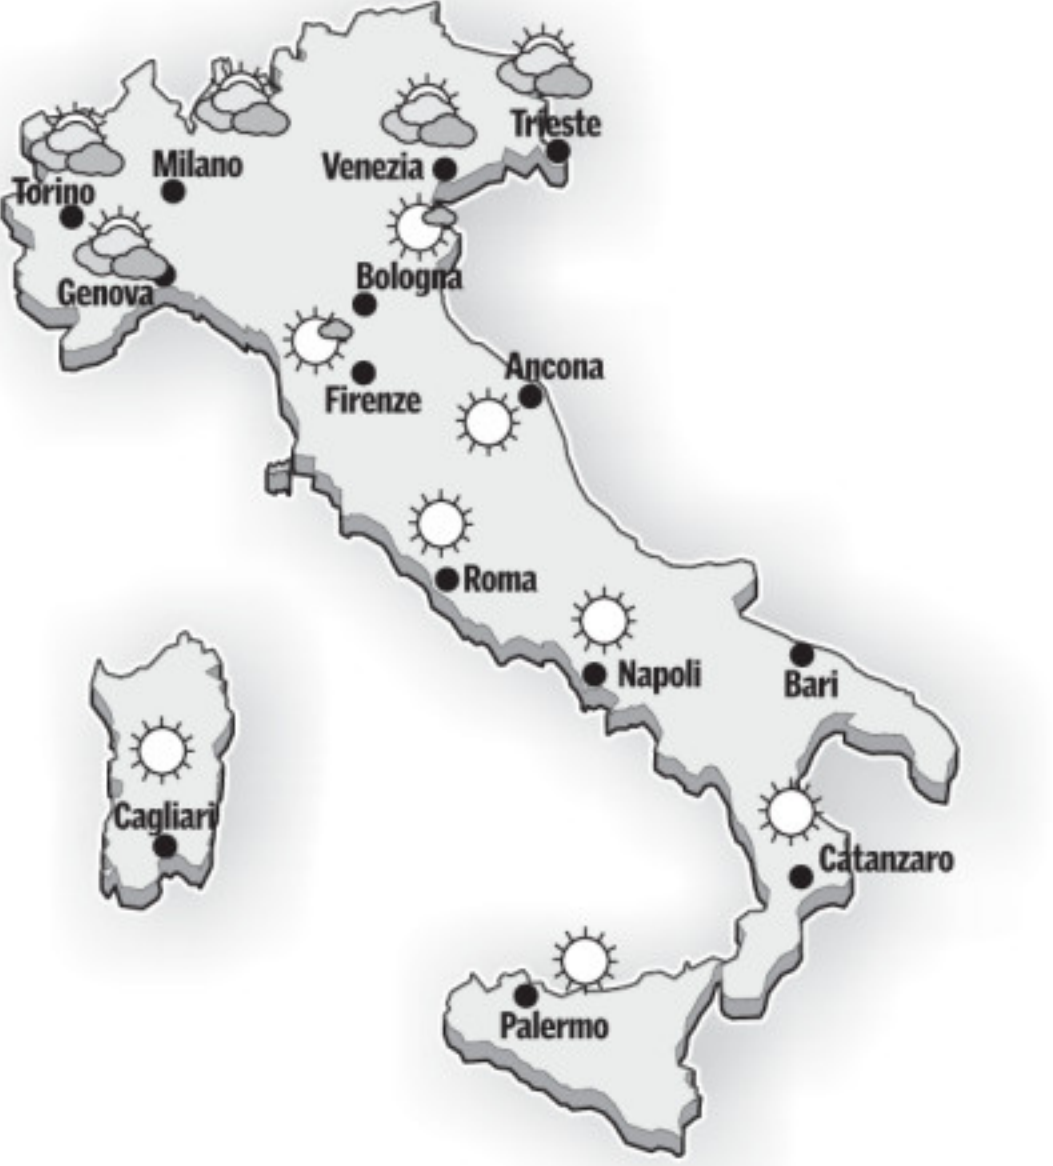 Trieste
Milano
Venezia
Torino
Bologna
Genova
Ancona
Firenze
Roma
Napoli
Bari
Cagliari
Catanzaro
Palermo